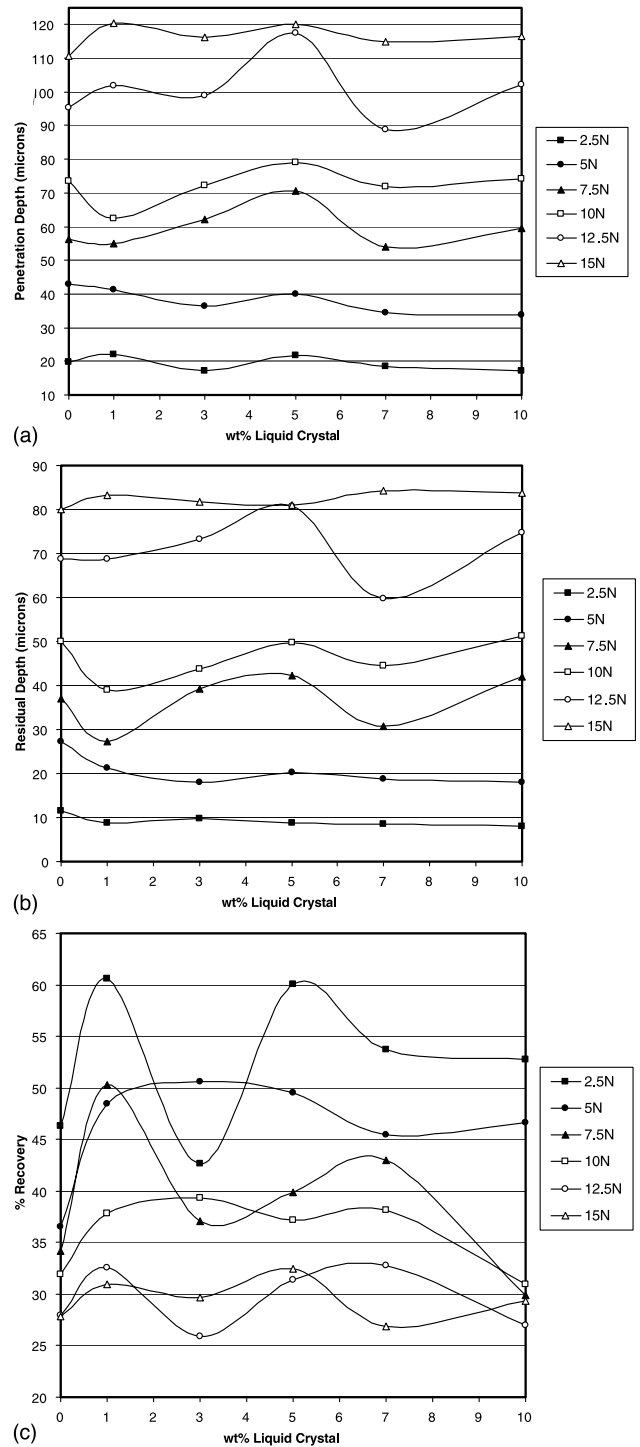 Penetration Depth (microns)
120
110
100
90
80
70
60
50
40
30
20
10
0 1 2 3 4 5 6 7 8 9 10
wt% Liquid Crystal
(a)
2.5N
5N
7.5N
10N
12.5N
15N
Residual Depth (microns)
90
80
70
60
50
40
30
20
10
0
0 1 2 3 4 5 6 7 8 9 10
wt% Liquid Crystal
(b)
2.5N
5N
7.5N
10N
12.5N
15N
% Recovery
65
60
55
50
45
40
35
30
25
20
0 1 2 3 4 5 6 7 8 9 10
wt% Liquid Crystal
(c)
2.5N
5N
7.5N
10N
12.5N
15N